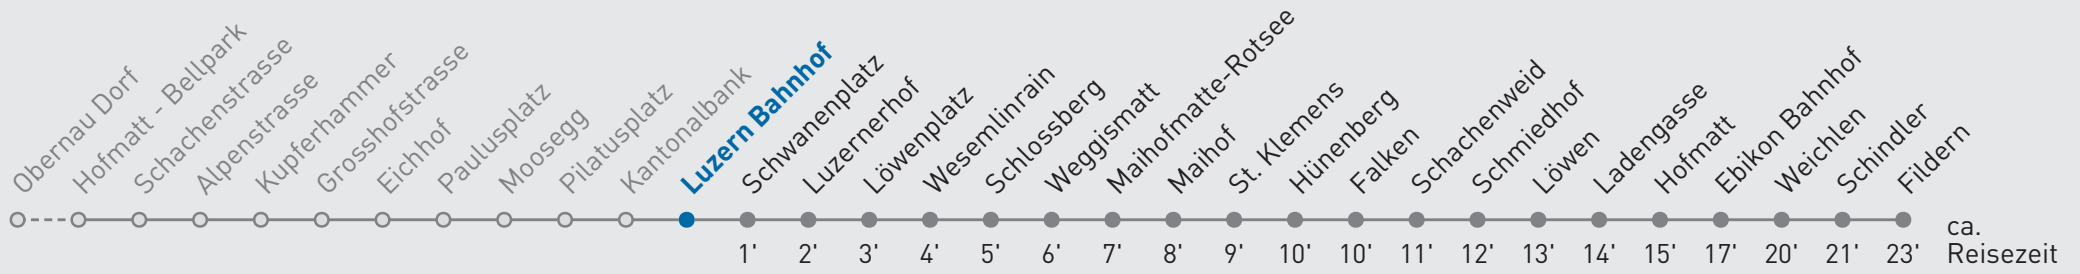 Obernau Dorf
Hofmatt - Bellpark
Schachenstrasse
Alpenstrasse
Kupferhammer
Grosshofstrasse
Eichhof
Paulusplatz
Moosegg
Pilatusplatz
Kantonalbank
Luzern Bahnhof
Schwanenplatz
Luzernerhof
Löwenplatz
Wesemlinrain
Schlossberg
Weggismatt
Maihofmatte-Rotsee
Maihof
St. Klemens
Hünenberg
Falken
Schachenweid
Schmiedhof
Löwen
Ladengasse
Hofmatt
Ebikon Bahnhof
Weichlen
Schindler
Fildern
1' 2' 3' 4' 5' 6' 7' 8' 9' 10' 10' 11' 12' 13' 14' 15' 17' 20' 21' 23'
ca.
Reisezeit